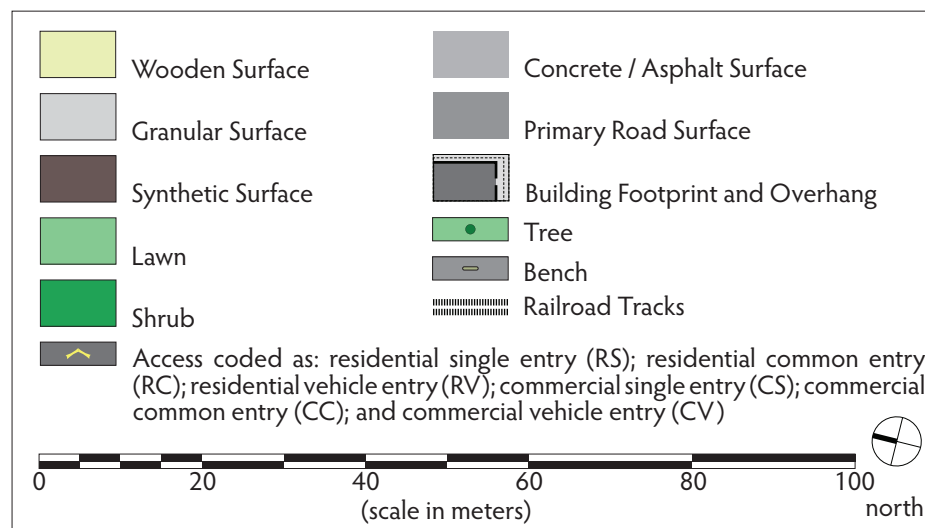 Wooden Surface
Granular Surface
Synthetic Surface
Lawn
Shrub
Concrete / Asphalt Surface
Primary Road Surface
Building Footprint and Overhang
Tree
Bench
Railroad Tracks
Access coded as: residential single entry (RS); residential common entry
(RC); residential vehicle entry (RV); commercial single entry (CS); commercial
common entry (CC); and commercial vehicle entry (CV)
0 20 40 60 80 100
(scale in meters)
north